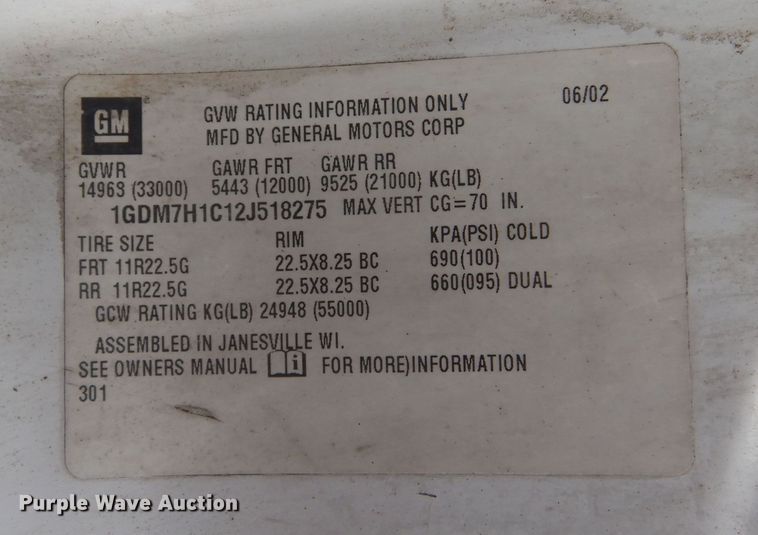 GM
GVW RATING INFORMATION ONLY 06/02
MFD BY GENERAL MOTORS CORP
GVWR GAWR FRT GAWR RR
14963 (33000) 5443 (12000) 9525 (21000) KG(LB)
1GDM7H1C12J518275 MAX VERT CG=70 IN.
TIRE SIZE RIM KPA(PSI) COLD
FRT 11R22.5G 22.5X8.25 BC 690(100)
RR 11R22.5G 22.5X8.25 BC 660(095) DUAL
GCW RATING KG(LB) 24948 (55000)
ASSEMBLED IN JANESVILLE WI.
SEE OWNERS MANUAL i FOR MORE)INFORMATION
301
Purple Wave Auction